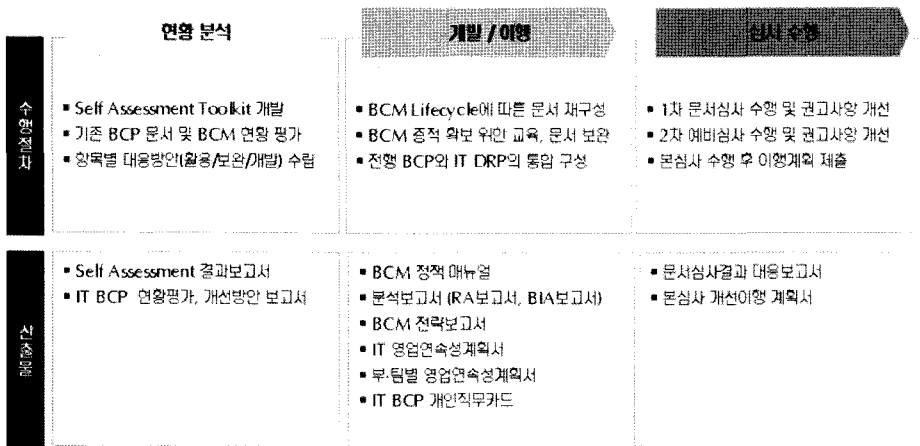 현황 분석
개발 / 이행
심사 수행
수행절차
▪ Self Assessment Toolkit 개발
▪ 기존 BCP 문서 및 BCM 현황 평가
▪ 항목별 대응방안(활용/보완/개발) 수립
▪ BCM Lifecycle에 따른 문서 재구성
▪ BCM 증적 확보 위한 교육, 문서 보완
▪ 전행 BCP와 IT DRP의 통합 구성
▪ 1차 문서심사 수행 및 권고사항 개선
▪ 2차 예비심사 수행 및 권고사항 개선
▪ 본심사 수행 후 이행계획 제출
산출물
▪ Self Assessment 결과보고서
▪ IT BCP 현황평가, 개선방안 보고서
▪ BCM 정책 매뉴얼
▪ 분석보고서 (RA보고서, BIA보고서)
▪ BCM 전략보고서
▪ IT 영업연속성계획서
▪ 부·팀별 영업연속성계획서
▪ IT BCP 개인직무카드
▪ 문서심사결과 대응보고서
▪ 본심사 개선이행 계획서